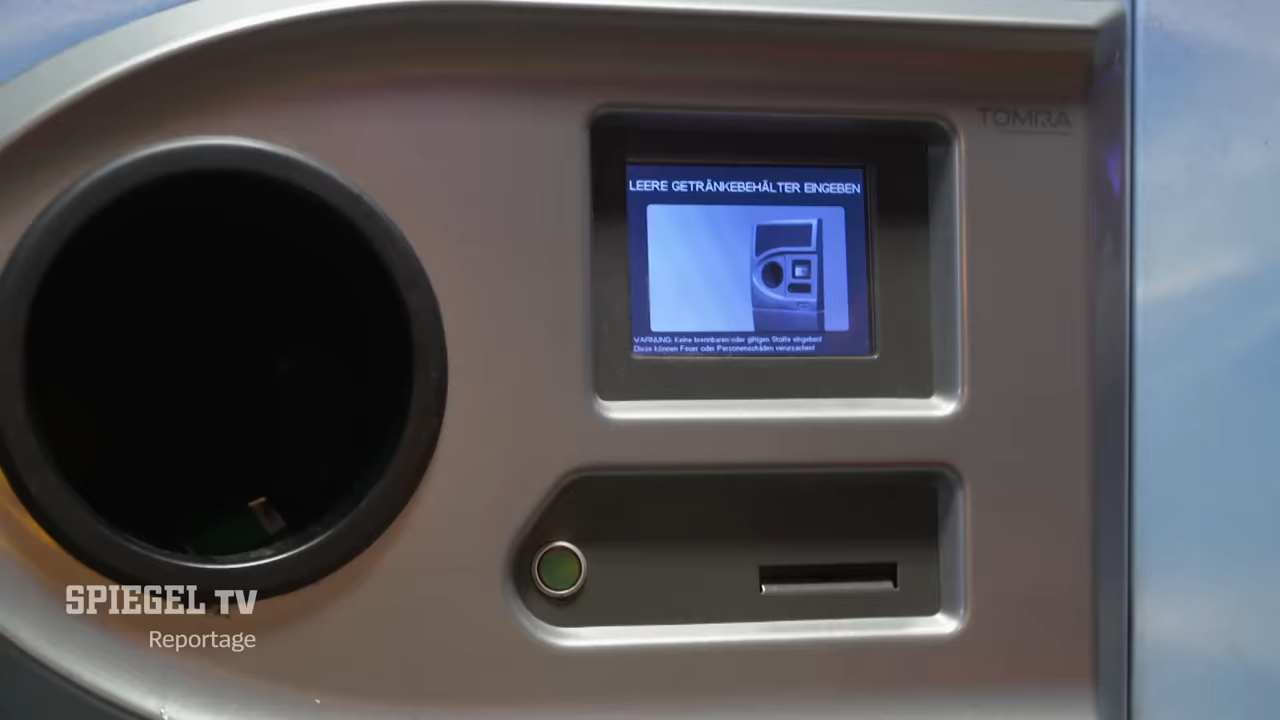 TOMRA
LEERE GETRÄNKEBEHÄLTER EINGEBEN
WARNUNG: Keine brennbaren oder giftigen Stoffe eingeben!
Diese können Feuer oder Personenschäden verursachen!
SPIEGEL TV
Reportage